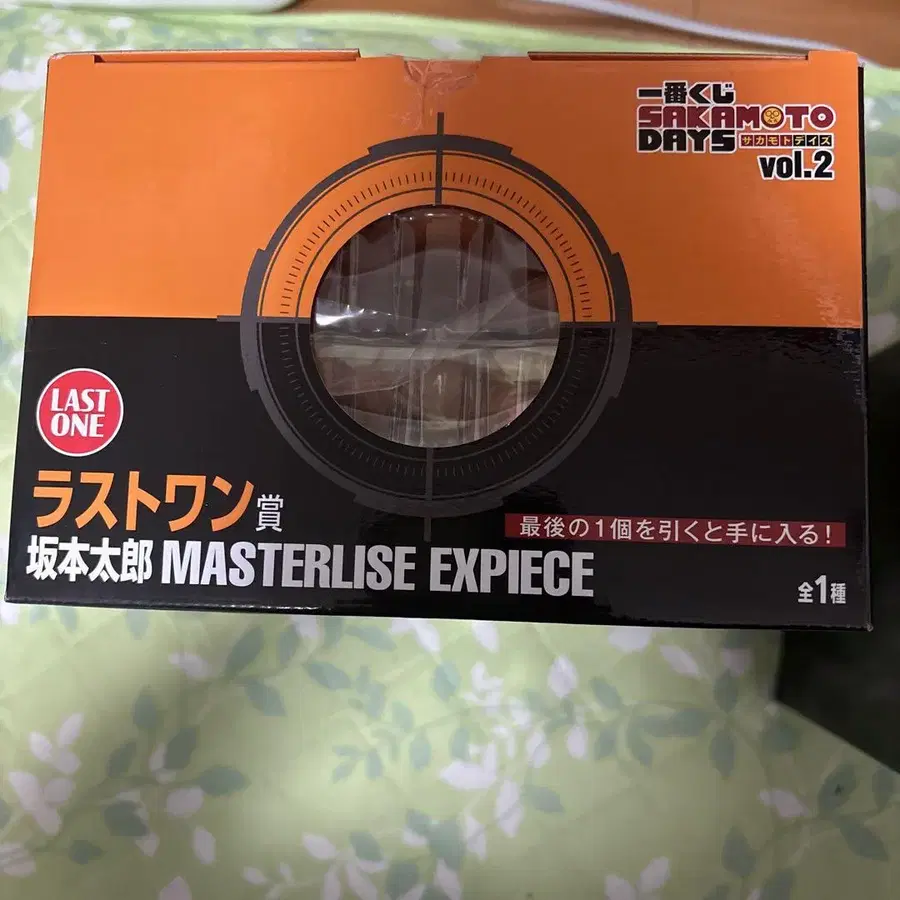 一番くじ
SAKAMOTO
DAYS サカモトデイズ
vol.2
LAST
ONE
ラストワン賞
最後の1個を引くと手に入る!
坂本太郎 MASTERLISE EXPIECE
全1種